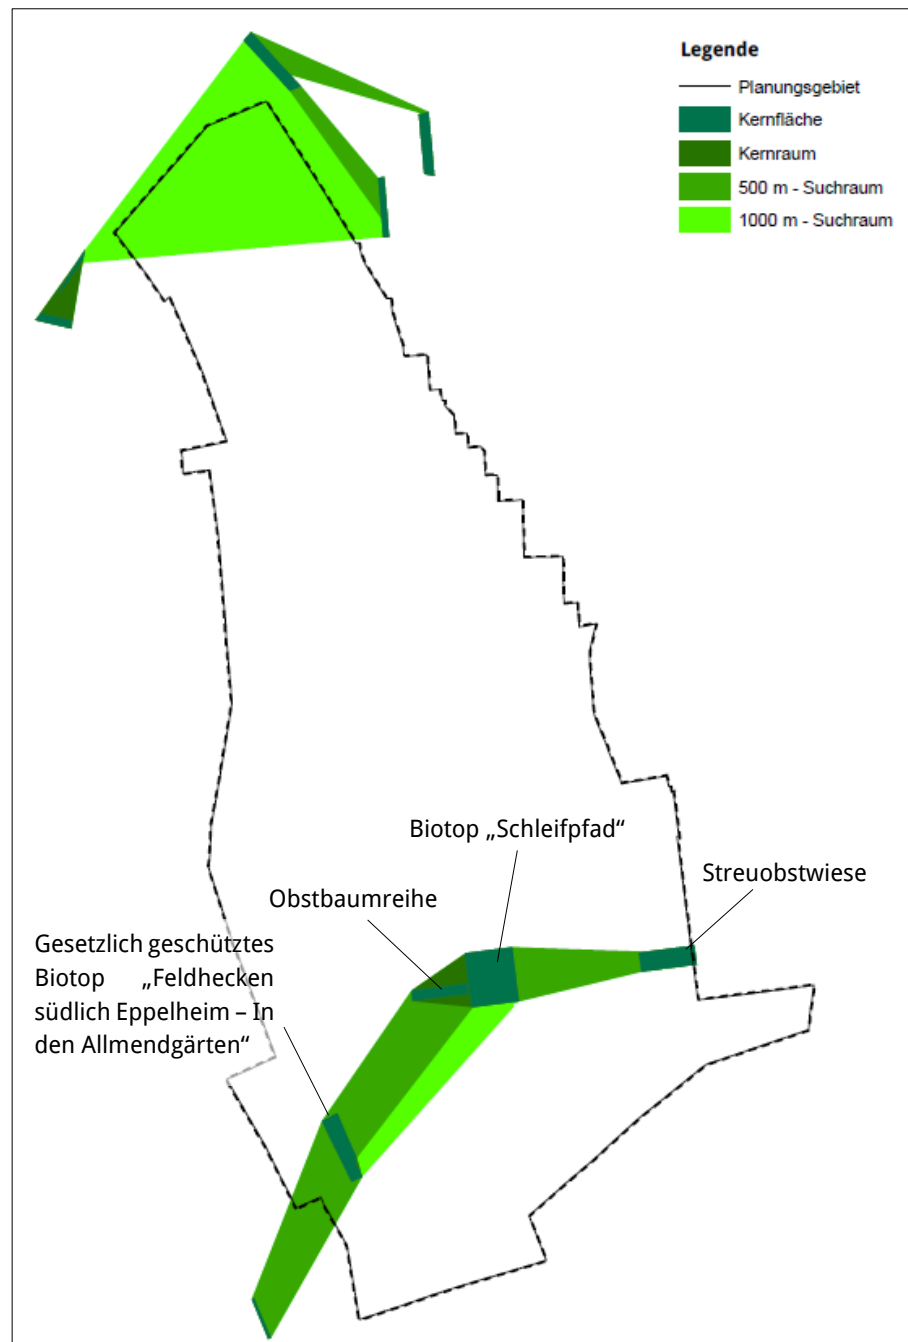 Legende
Planungsgebiet
Kernfläche
Kernraum
500 m - Suchraum
1000 m - Suchraum
Biotop „Schleifpfad“
Streuobstwiese
Obstbaumreihe
Gesetzlich geschütztes
Biotop „Feldhecken
südlich Eppelheim – In
den Allmendgärten“